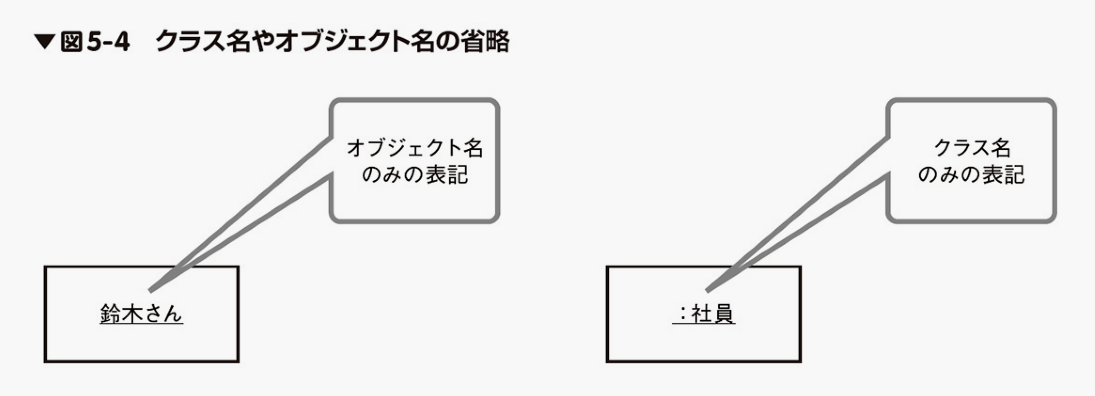 ▼図5-4　クラス名やオブジェクト名の省略
オブジェクト名
のみの表記
鈴木さん
クラス名
のみの表記
：社員